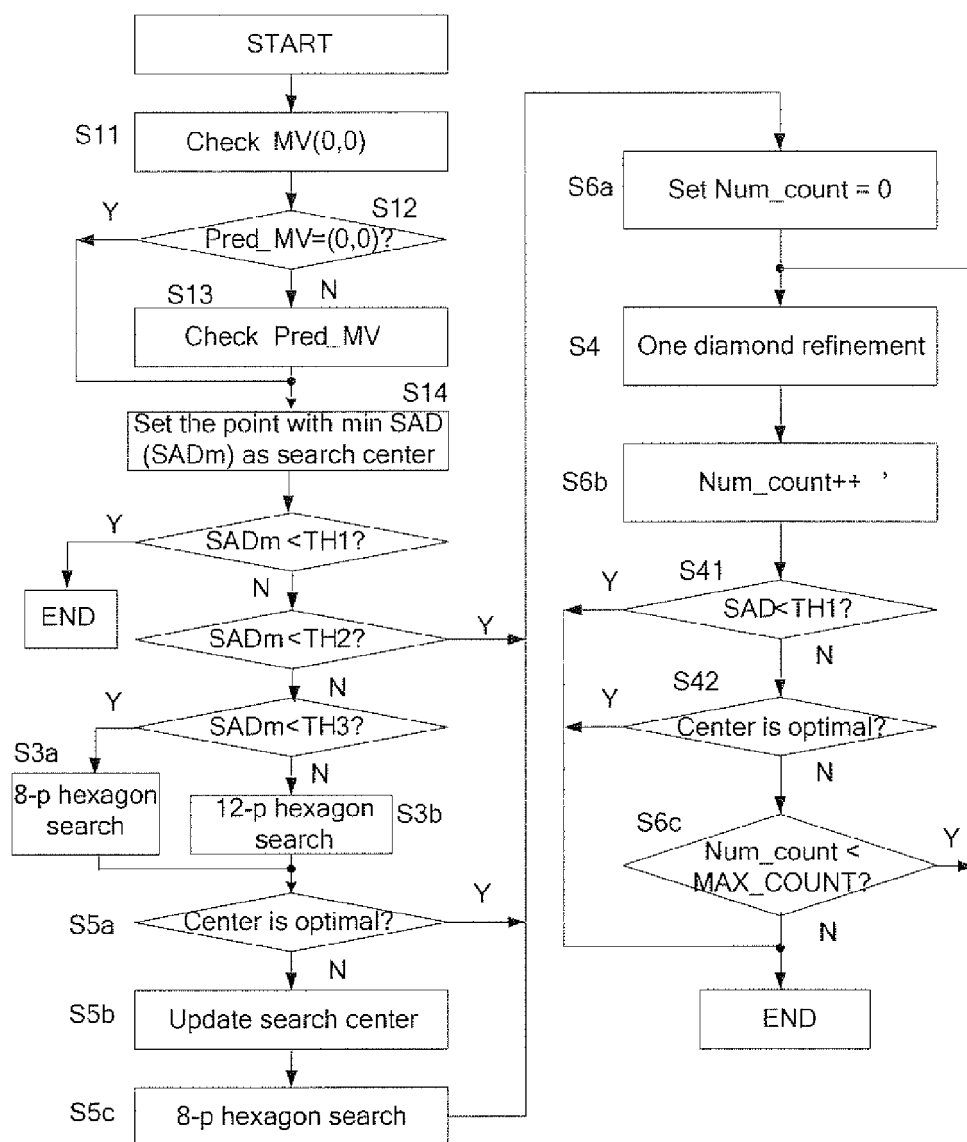 START
S11
Check MV(0,0)
S12
Y
Pred_MV=(0,0)?
N
S13
Check Pred_MV
S14
Set the point with min SAD
(SADm) as search center
Y
SADm <TH1?
N
END
SADm<TH2?
Y
N
Y
SADm<TH3?
S3a
N
8-p hexagon
search
12-p hexagon
search
S3b
Y
S5a
Center is optimal?
N
S5b
Update search center
S5c
8-p hexagon search
S6a
Set Num_count = 0
S4
One diamond refinement
S6b
Num_count++ '
S41
Y
SAD<TH1?
N
S42
Y
Center is optimal?
N
S6c
Y
Num_count <
MAX_COUNT?
N
END